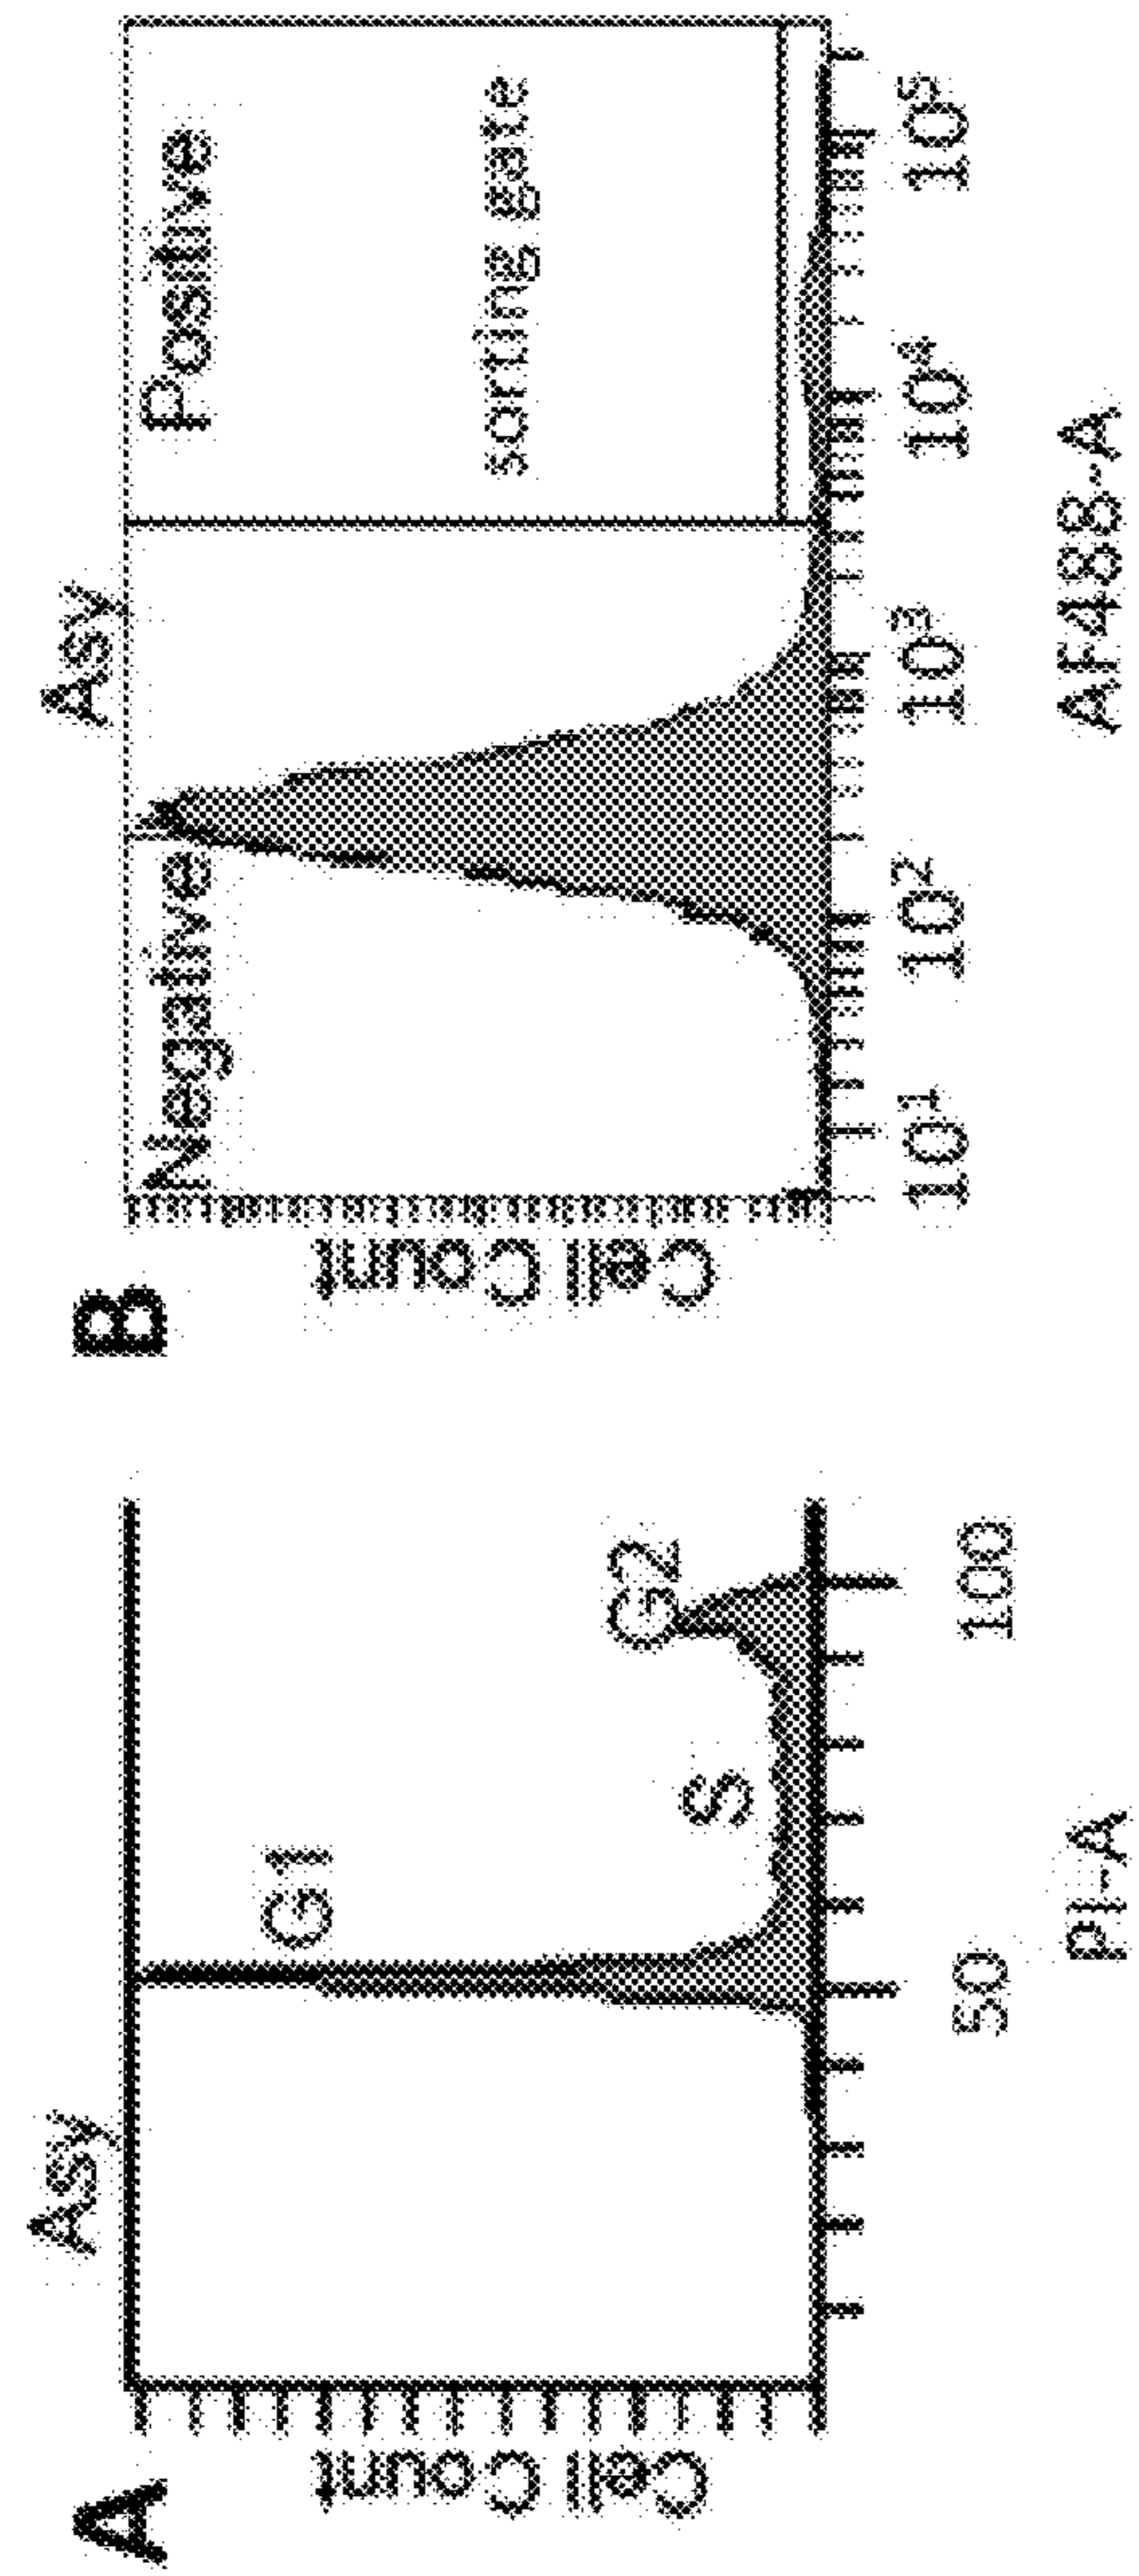 A
Asy
Cell Count
G1
S
G2
50
100
PI-A
B
Asy
Cell Count
Negative
Positive
sorting gate
10¹
10²
10³
10⁴
10⁵
AF488-A